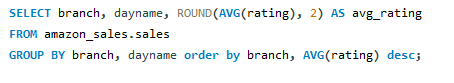 SELECT branch, dayname, ROUND(AVG(rating), 2) AS avg_rating
FROM amazon_sales.sales
GROUP BY branch, dayname order by branch, AVG(rating) desc;